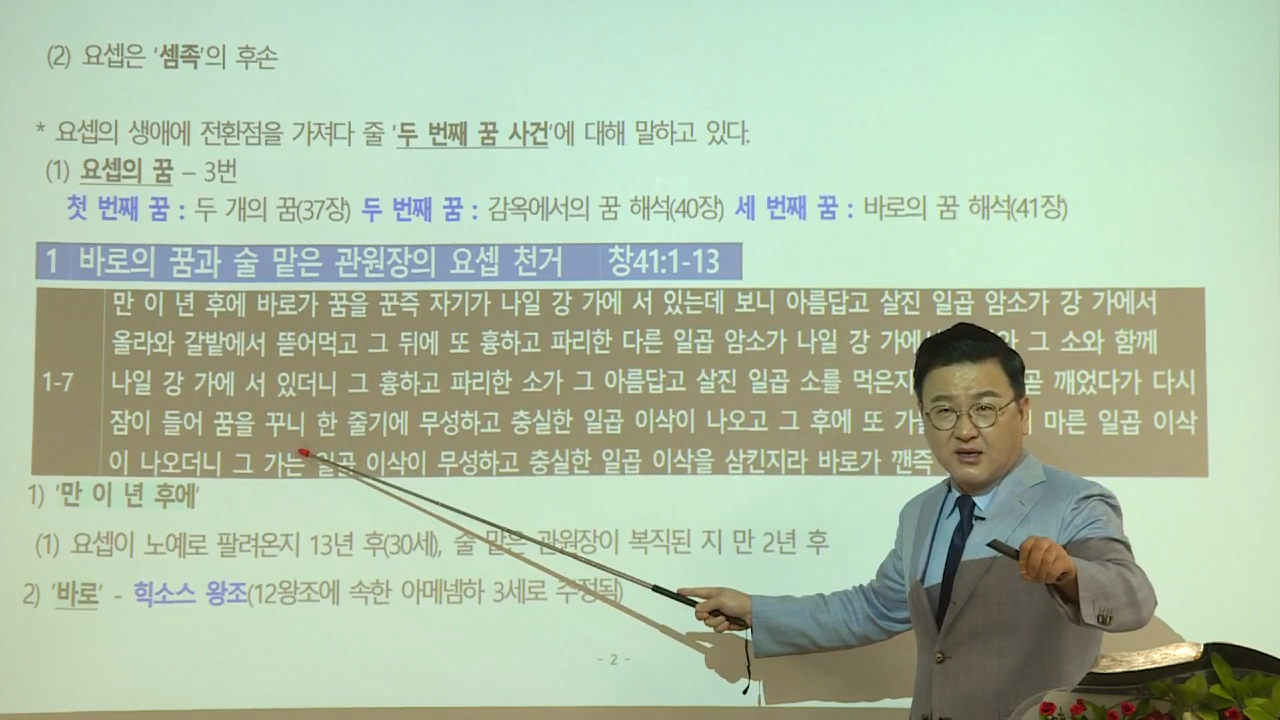 (2) 요셉은 '셈족'의 후손
* 요셉의 생애에 전환점을 가져다 줄 '두 번째 꿈 사건'에 대해 말하고 있다.
(1) 요셉의 꿈 – 3번
첫 번째 꿈 : 두 개의 꿈(37장) 두 번째 꿈 : 감옥에서의 꿈 해석(40장) 세 번째 꿈 : 바로의 꿈 해석(41장)
1 바로의 꿈과 술 맡은 관원장의 요셉 천거 창41:1-13
만 이 년 후에 바로가 꿈을 꾼즉 자기가 나일 강 가에 서 있는데 보니 아름답고 살진 일곱 암소가 강 가에서
올라와 갈밭에서 뜯어먹고 그 뒤에 또 흉하고 파리한 다른 일곱 암소가 나일 강 가에 그 소와 함께
1-7 나일 강 가에 서 있더니 그 흉하고 파리한 소가 그 아름답고 살진 일곱 소를 먹은지 깨었다가 다시
잠이 들어 꿈을 꾸니 한 줄기에 무성하고 충실한 일곱 이삭이 나오고 그 후에 또 마른 일곱 이삭
이 나오더니 그 가는 일곱 이삭이 무성하고 충실한 일곱 이삭을 삼킨지라 바로가 깬즉
1) '만 이 년 후에'
(1) 요셉이 노예로 팔려온지 13년 후(30세), 술 맡은 관원장이 복직된 지 만 2년 후
2) '바로' - 힉소스 왕조(12왕조에 속한 아메넴하 3세로 추정됨)
- 2 -